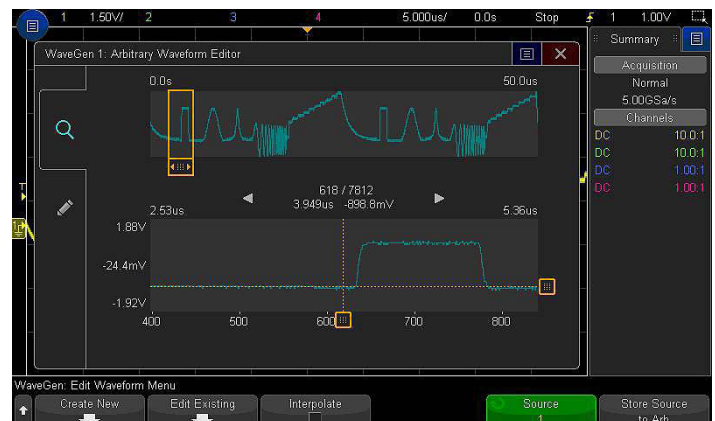 1 1.50V/ 2 3 4 5.000us/ 0.0s Stop 1 1.00V
Summary
WaveGen 1: Arbitrary Waveform Editor
Acquisition
Normal
5.00GSa/s
Channels
DC 10.0:1
DC 10.0:1
DC 1.00:1
DC 1.00:1
0.0s 50.0us
618 / 7812
3.949us -898.8mV
2.53us 5.36us
1.88V
-24.4mV
-1.92V
400 500 600 700 800
T
WaveGen: Edit Waveform Menu
Create New Edit Existing Interpolate Source Store Source
1 to Arb